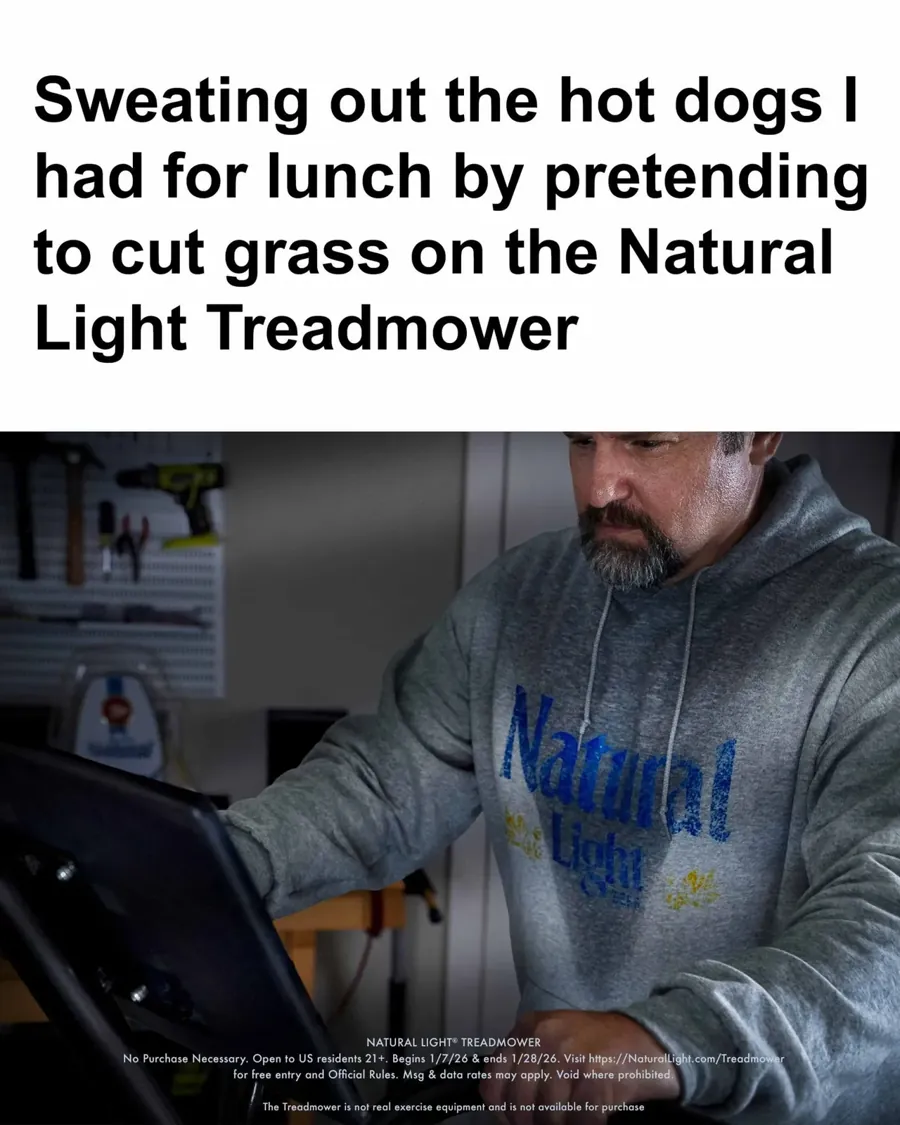 Sweating out the hot dogs I
had for lunch by pretending
to cut grass on the Natural
Light Treadmower
Natural
Light
NATURAL LIGHT® TREADMOWER
No Purchase Necessary. Open to US residents 21+. Begins 1/7/26 & ends 1/28/26. Visit https://NaturalLight.com/Treadmower
for free entry and Official Rules. Msg & data rates may apply. Void where prohibited.
The Treadmower is not real exercise equipment and is not available for purchase